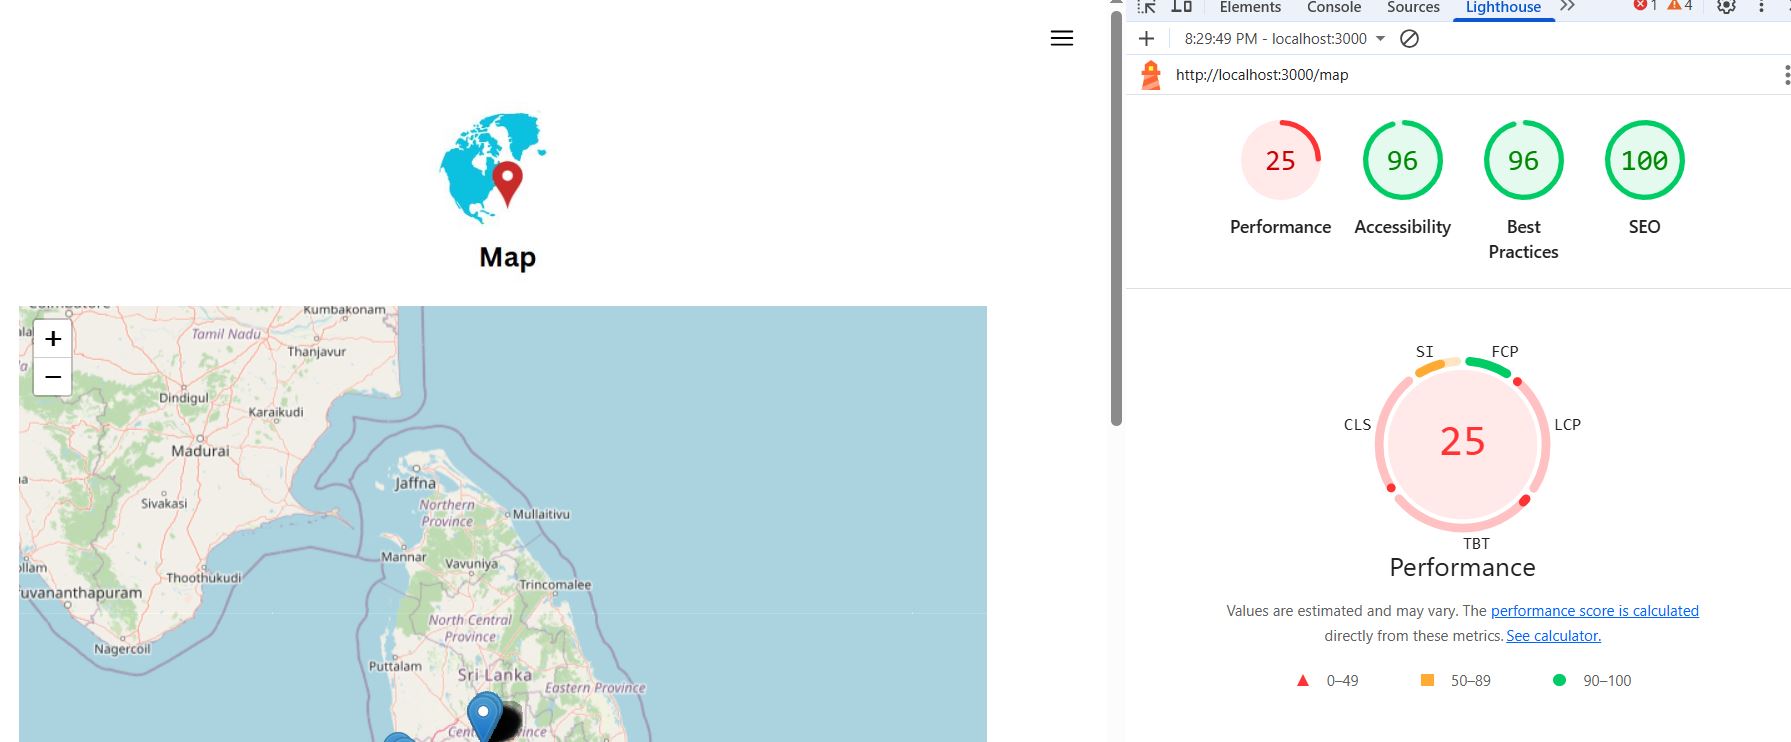 Map
+
−
Kumbakonam
Tamil Nadu
Thanjavur
Dindigul
Karaikudi
Madurai
Jaffna
Sivakasi
Northern
Province
Mullaitivu
Mannar
Vavuniya
Thoothukudi
Trincomalee
North Central
Province
Nagercoil
Puttalam
Sri Lanka
Eastern Province
Elements
Console
Sources
Lighthouse
1
4
8:29:49 PM - localhost:3000
http://localhost:3000/map
25
96
96
100
Performance
Accessibility
Best
Practices
SEO
SI
FCP
CLS
LCP
25
TBT
Performance
Values are estimated and may vary. The performance score is calculated
directly from these metrics. See calculator.
0–49
50–89
90–100